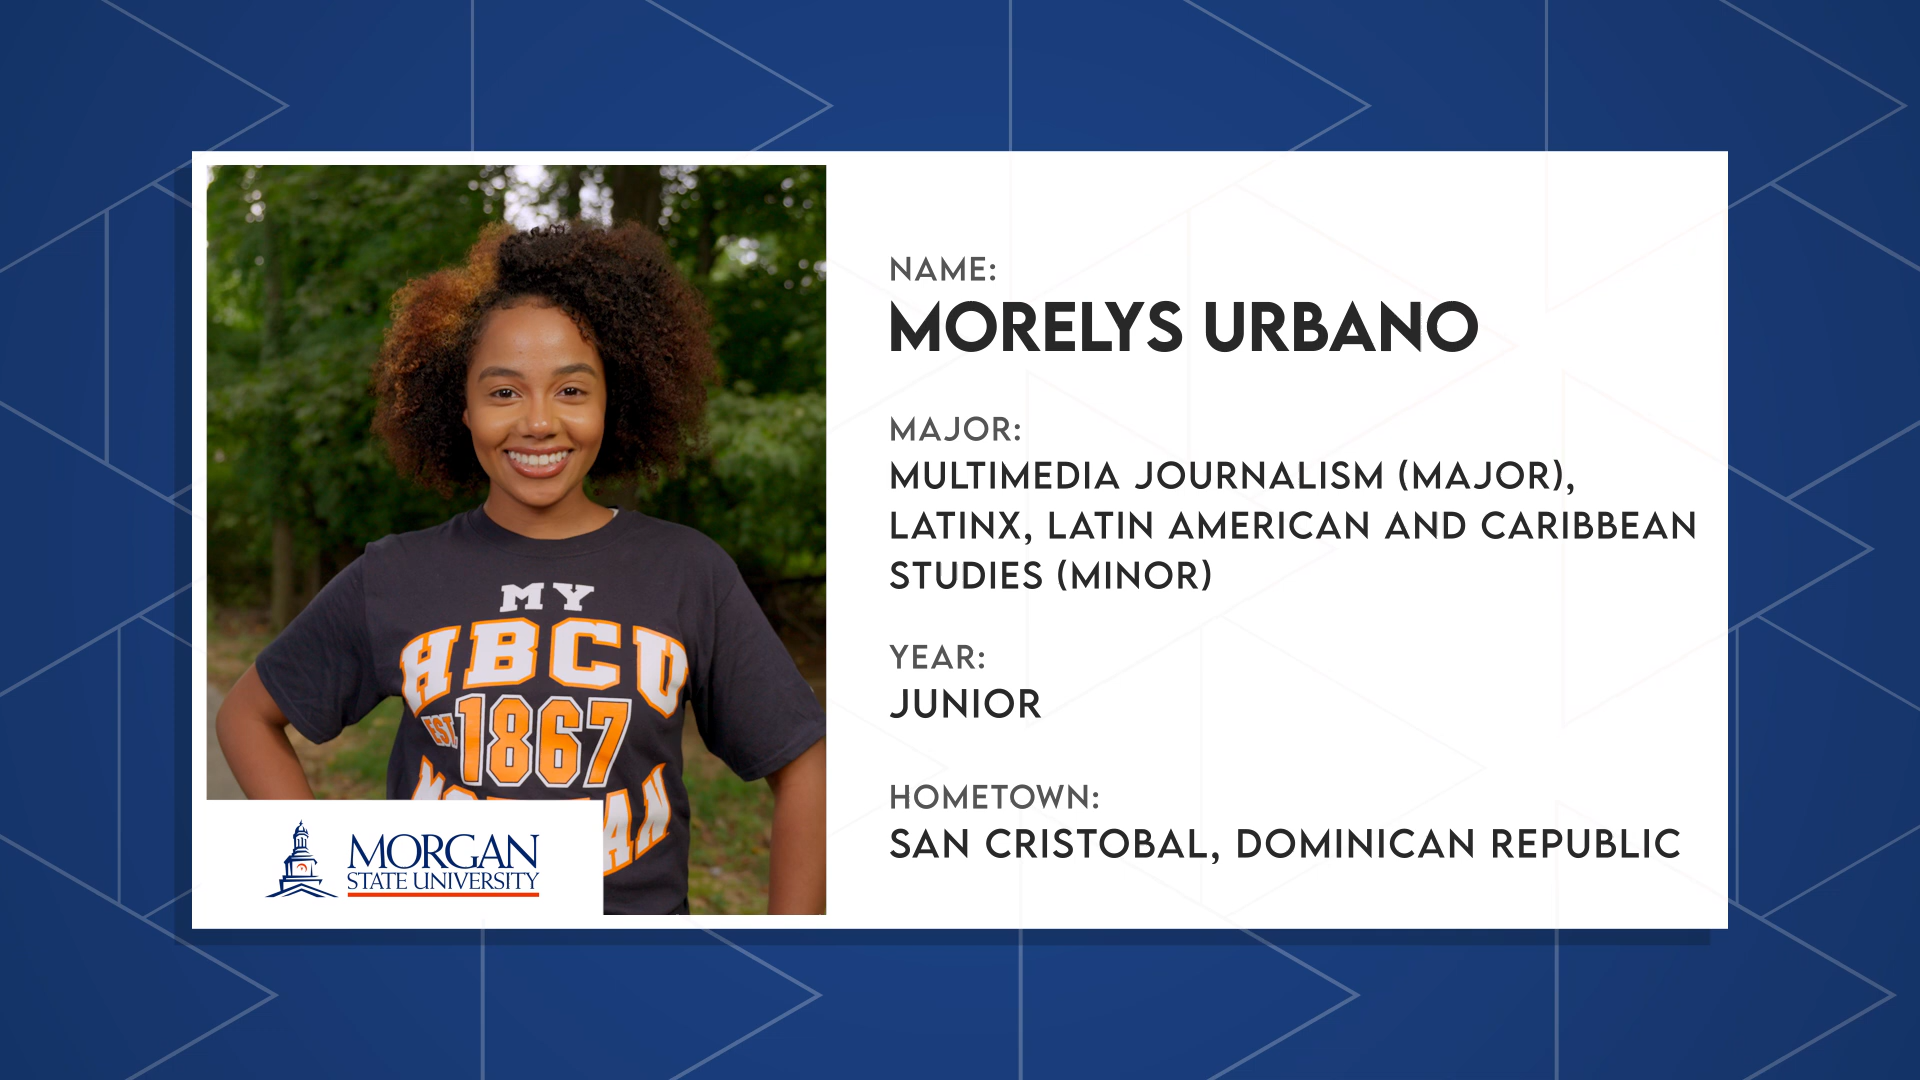 NAME:
MORELYS URBANO
MAJOR:
MULTIMEDIA JOURNALISM (MAJOR),
LATINX, LATIN AMERICAN AND CARIBBEAN
STUDIES (MINOR)
YEAR:
JUNIOR
HOMETOWN:
SAN CRISTOBAL, DOMINICAN REPUBLIC
MY
HBCU
EST. 1867
MORGAN
STATE UNIVERSITY